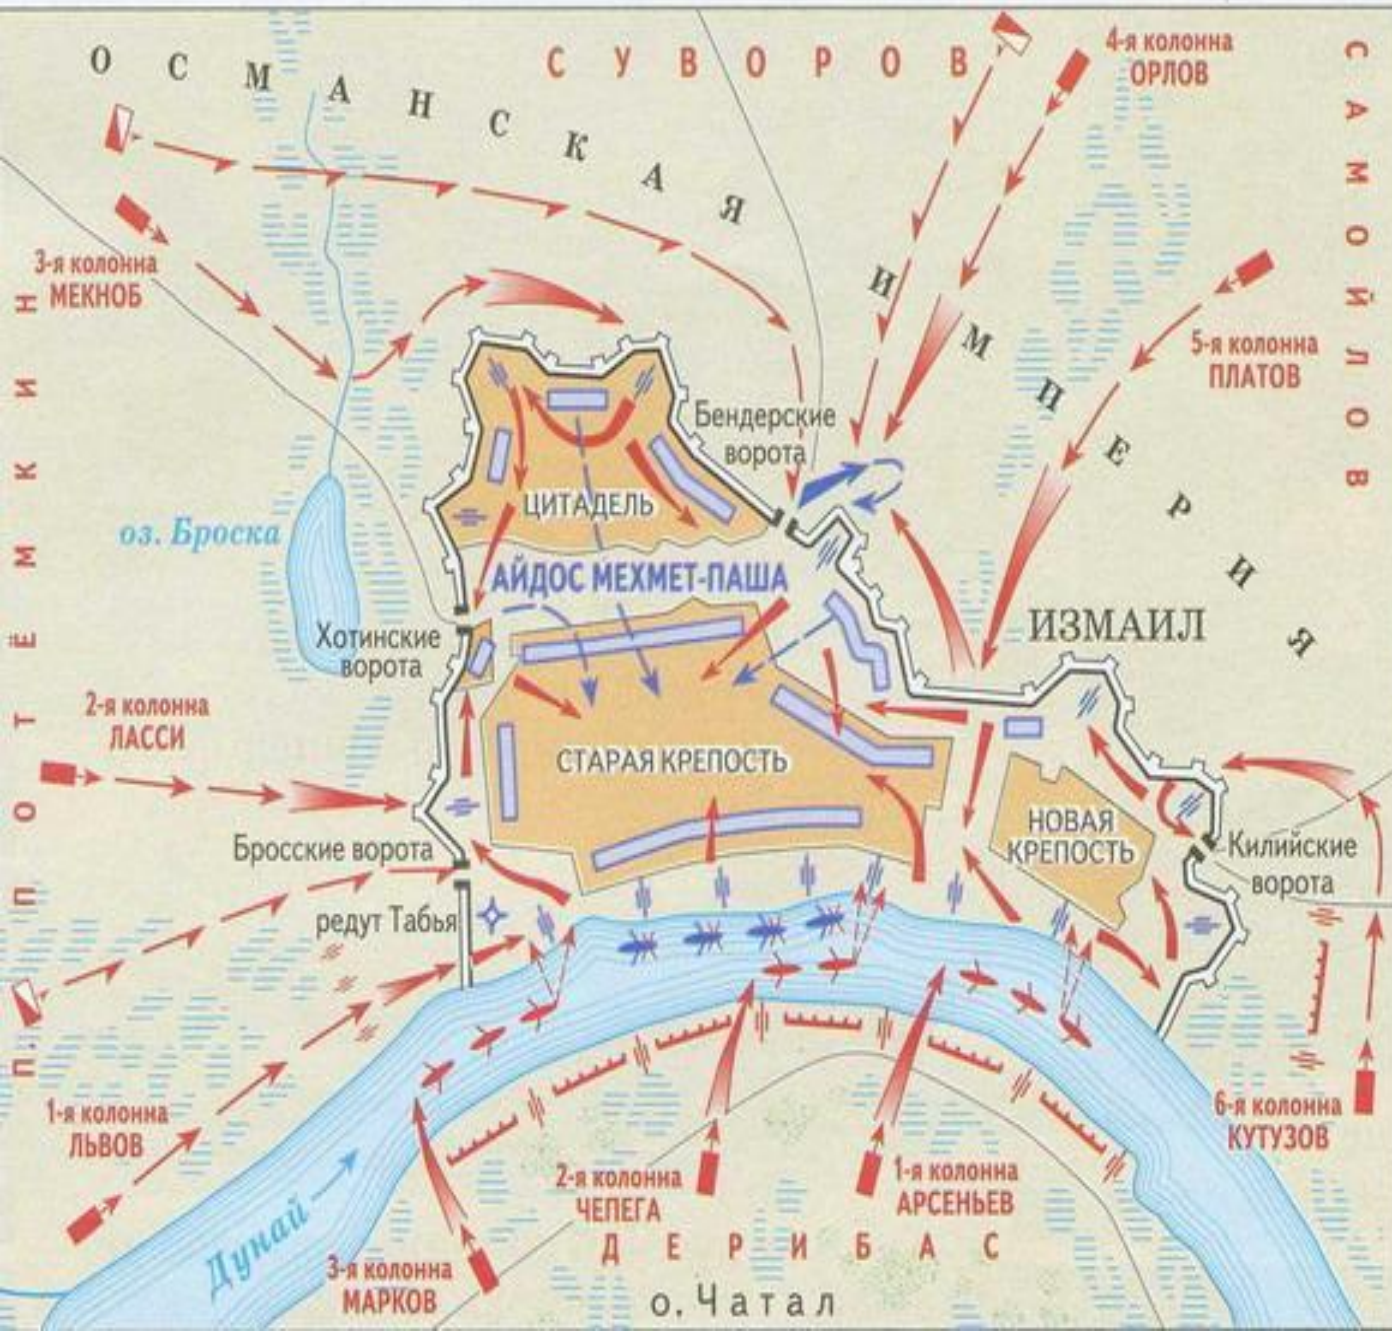 ОСМАНСКАЯ
ИМПЕРИЯ
СУВОРОВ
САМОЙЛОВ
П. ПОТЁМКИН
4-я колонна
ОРЛОВ
3-я колонна
МЕКНОБ
5-я колонна
ПЛАТОВ
Бендерские
ворота
ЦИТАДЕЛЬ
оз. Броска
АЙДОС МЕХМЕТ-ПАША
ИЗМАИЛ
Хотинские
ворота
2-я колонна
ЛАССИ
СТАРАЯ КРЕПОСТЬ
НОВАЯ
КРЕПОСТЬ
Бросские ворота
Килийские
ворота
редут Табья
1-я колонна
ЛЬВОВ
6-я колонна
КУТУЗОВ
2-я колонна
ЧЕПЕГА
1-я колонна
АРСЕНЬЕВ
Дунай
3-я колонна
МАРКОВ
ДЕРИБАС
о. Чатал